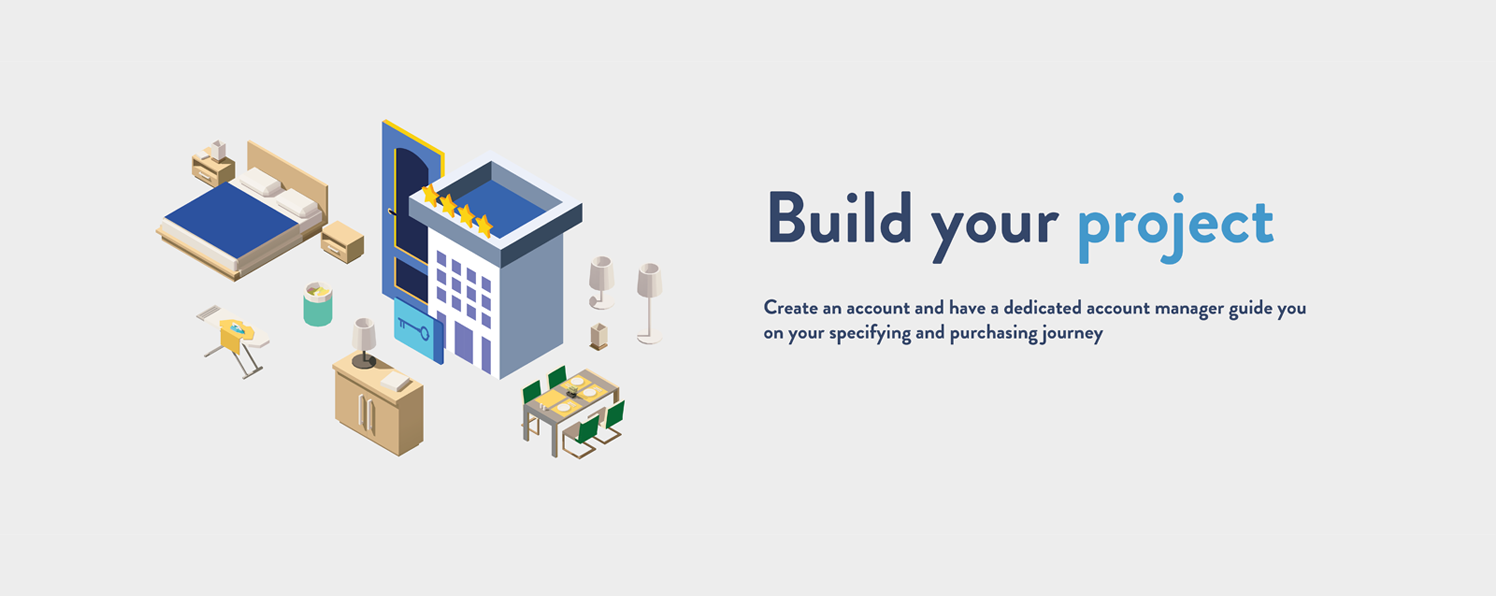 Build your project
Create an account and have a dedicated account manager guide you
on your specifying and purchasing journey